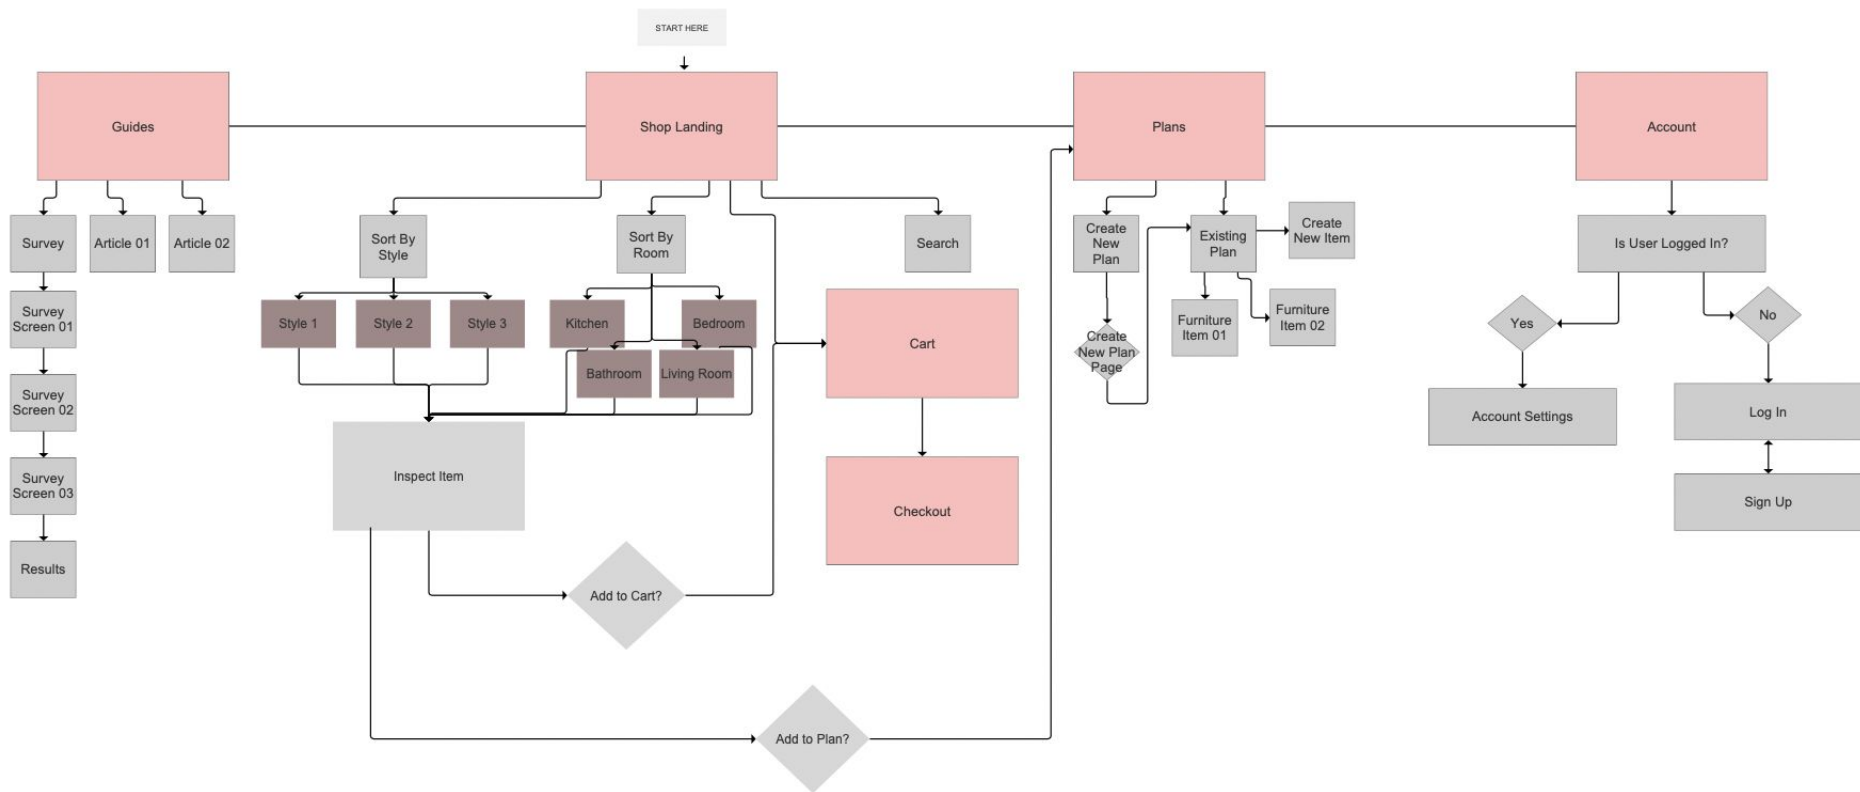 START HERE
Guides
Shop Landing
Plans
Account
Survey
Article 01
Article 02
Sort By
Style
Sort By
Room
Search
Create
New
Plan
Existing
Plan
Create
New Item
Is User Logged In?
Survey
Screen 01
Style 1
Style 2
Style 3
Kitchen
Bedroom
Bathroom
Living Room
Cart
Create
New Plan
Page
Furniture
Item 01
Furniture
Item 02
Yes
No
Survey
Screen 02
Account Settings
Log In
Survey
Screen 03
Inspect Item
Checkout
Sign Up
Results
Add to Cart?
Add to Plan?